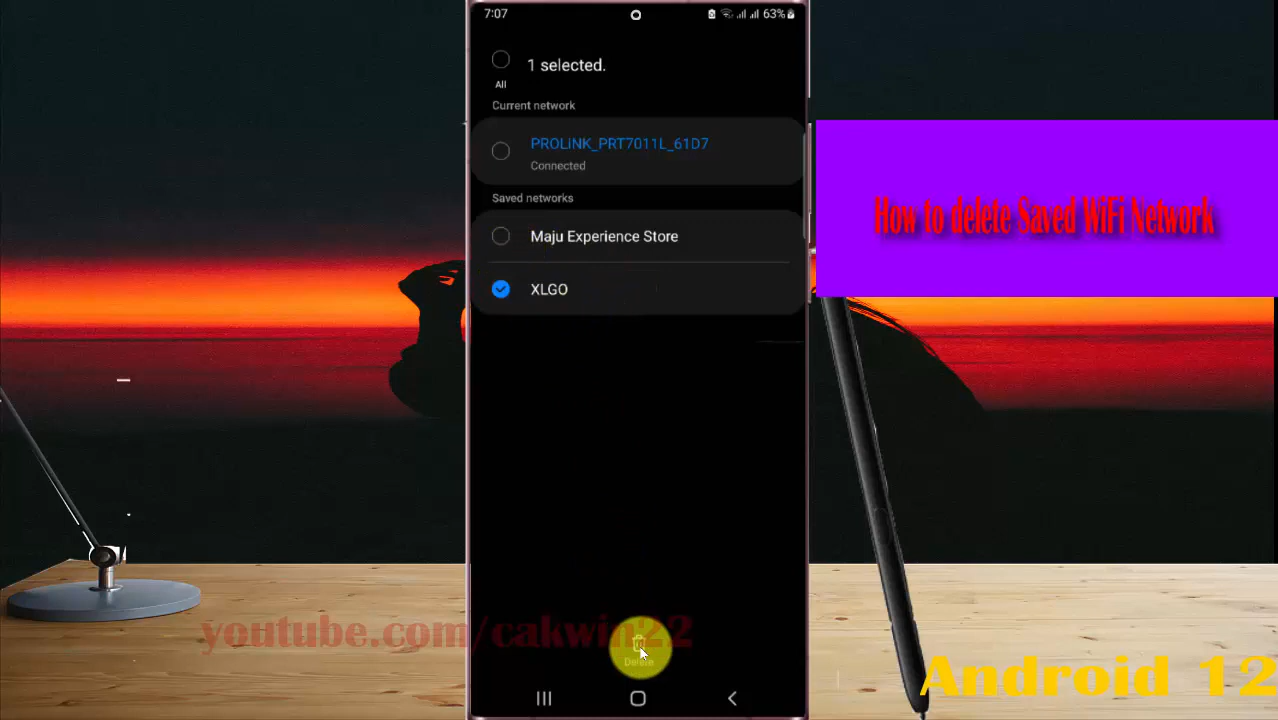 7:07
63%
1 selected.
All
Current network
PROLiNK_PRT7011L_61D7
Connected
Saved networks
Maju Experience Store
XLGO
Delete
How to delete Saved WiFi Network
youtube.com/cakwin22
Android 12